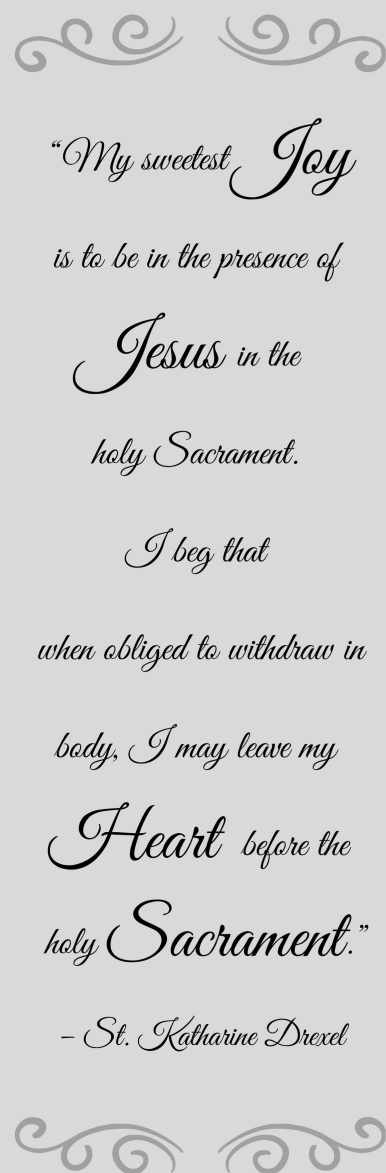 “My sweetest Joy
is to be in the presence of
Jesus in the
holy Sacrament.
I beg that
when obliged to withdraw in
body, I may leave my
Heart before the
holy Sacrament.”
– St. Katharine Drexel